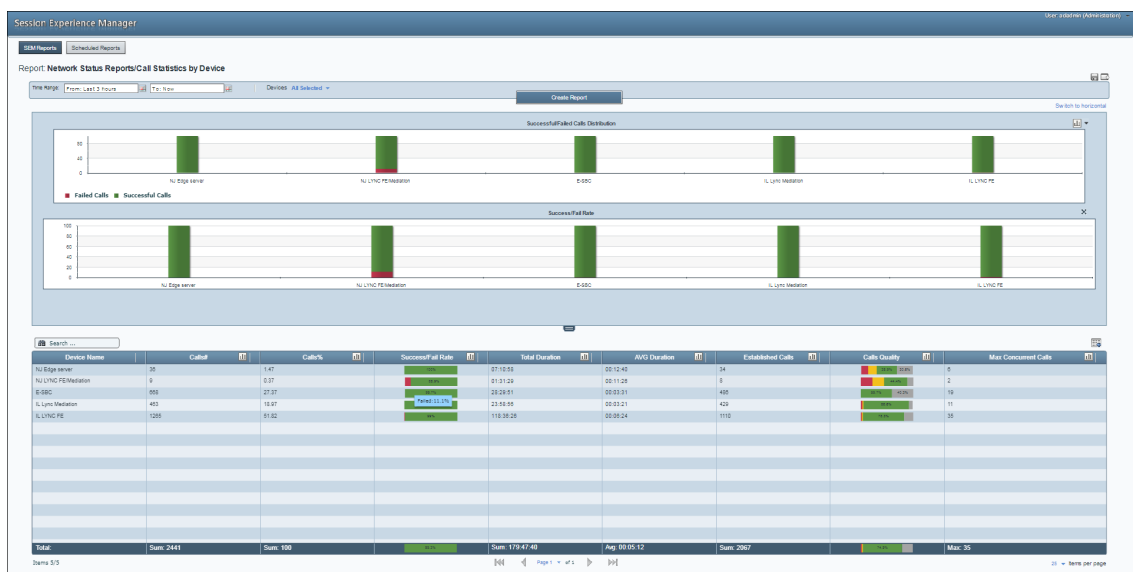 User: adadmin (Administration)
Session Experience Manager
SEM Reports Scheduled Reports
Report: Network Status Reports/Call Statistics by Device
Time Range: From: Last 3 hours To: Now Devices All Selected
Create Report
Switch to horizontal
Successful/Failed Calls Distribution
80
40
0
NJ Edge server NJ LYNC FE/Mediation E-SBC IL Lync Mediation IL LYNC FE
Failed Calls Successful Calls
Success/Fail Rate
100
80
60
40
20
0
NJ Edge server NJ LYNC FE/Mediation E-SBC IL Lync Mediation IL LYNC FE
Search ...
Device Name Calls# Calls% Success/Fail Rate Total Duration AVG Duration Established Calls Calls Quality Max Concurrent Calls
NJ Edge server 36 1.47 07:10:58 00:12:40 34 6
NJ LYNC FE/Mediation 9 0.37 01:31:29 00:11:26 8 2
E-SBC 668 27.37 28:29:51 00:03:31 19
IL Lync Mediation 463 18.97 Failed:11.1% 23:58:56 00:03:21 429 11
IL LYNC FE 1265 51.82 00:06:24 1110 35
Total: Sum: 2441 Sum: 100 Sum: 179:47:40 Avg: 00:05:12 Sum: 2067 Max: 35
Items 5/5 Page 1 of 1 25 Items per page